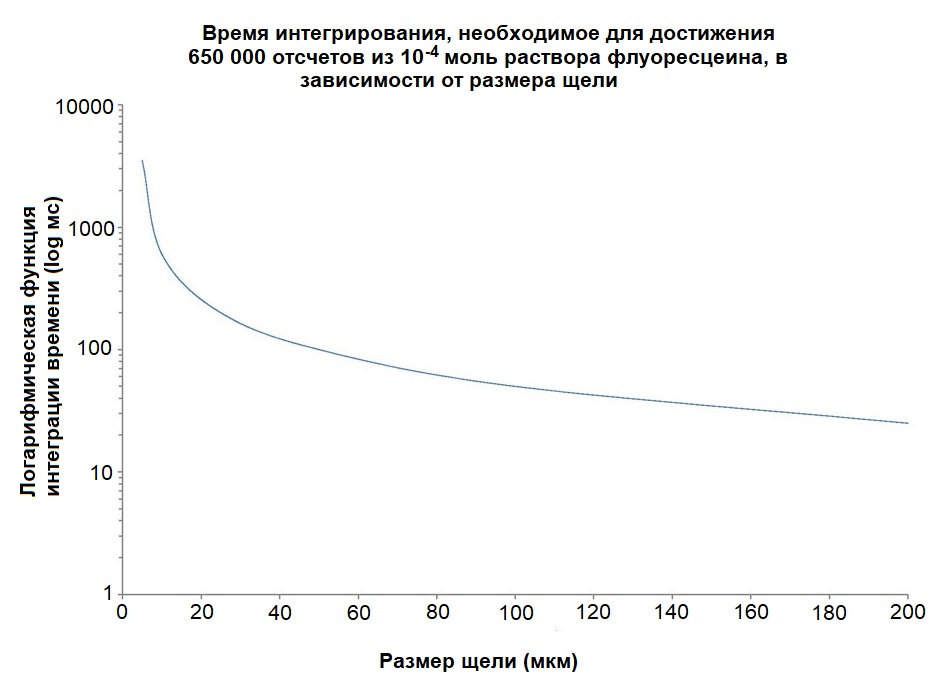 Время интегрирования, необходимое для достижения
650 000 отсчетов из 10⁻⁴ моль раствора флуоресцеина, в
зависимости от размера щели
Логарифмическая функция
интеграции времени (log мс)
10000
1000
100
10
1
0 20 40 60 80 100 120 140 160 180 200
Размер щели (мкм)